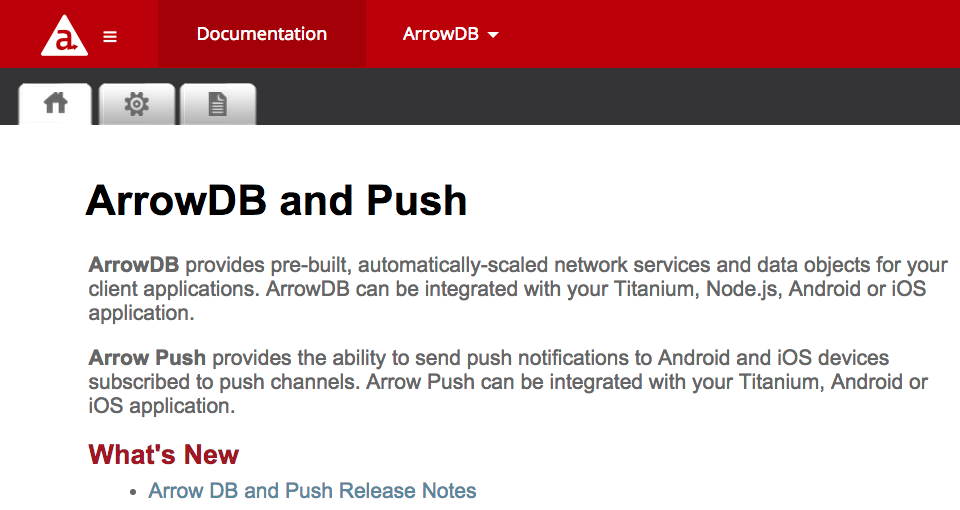 a
Documentation
ArrowDB
ArrowDB and Push
ArrowDB provides pre-built, automatically-scaled network services and data objects for your
client applications. ArrowDB can be integrated with your Titanium, Node.js, Android or iOS
application.
Arrow Push provides the ability to send push notifications to Android and iOS devices
subscribed to push channels. Arrow Push can be integrated with your Titanium, Android or
iOS application.
What's New
• Arrow DB and Push Release Notes